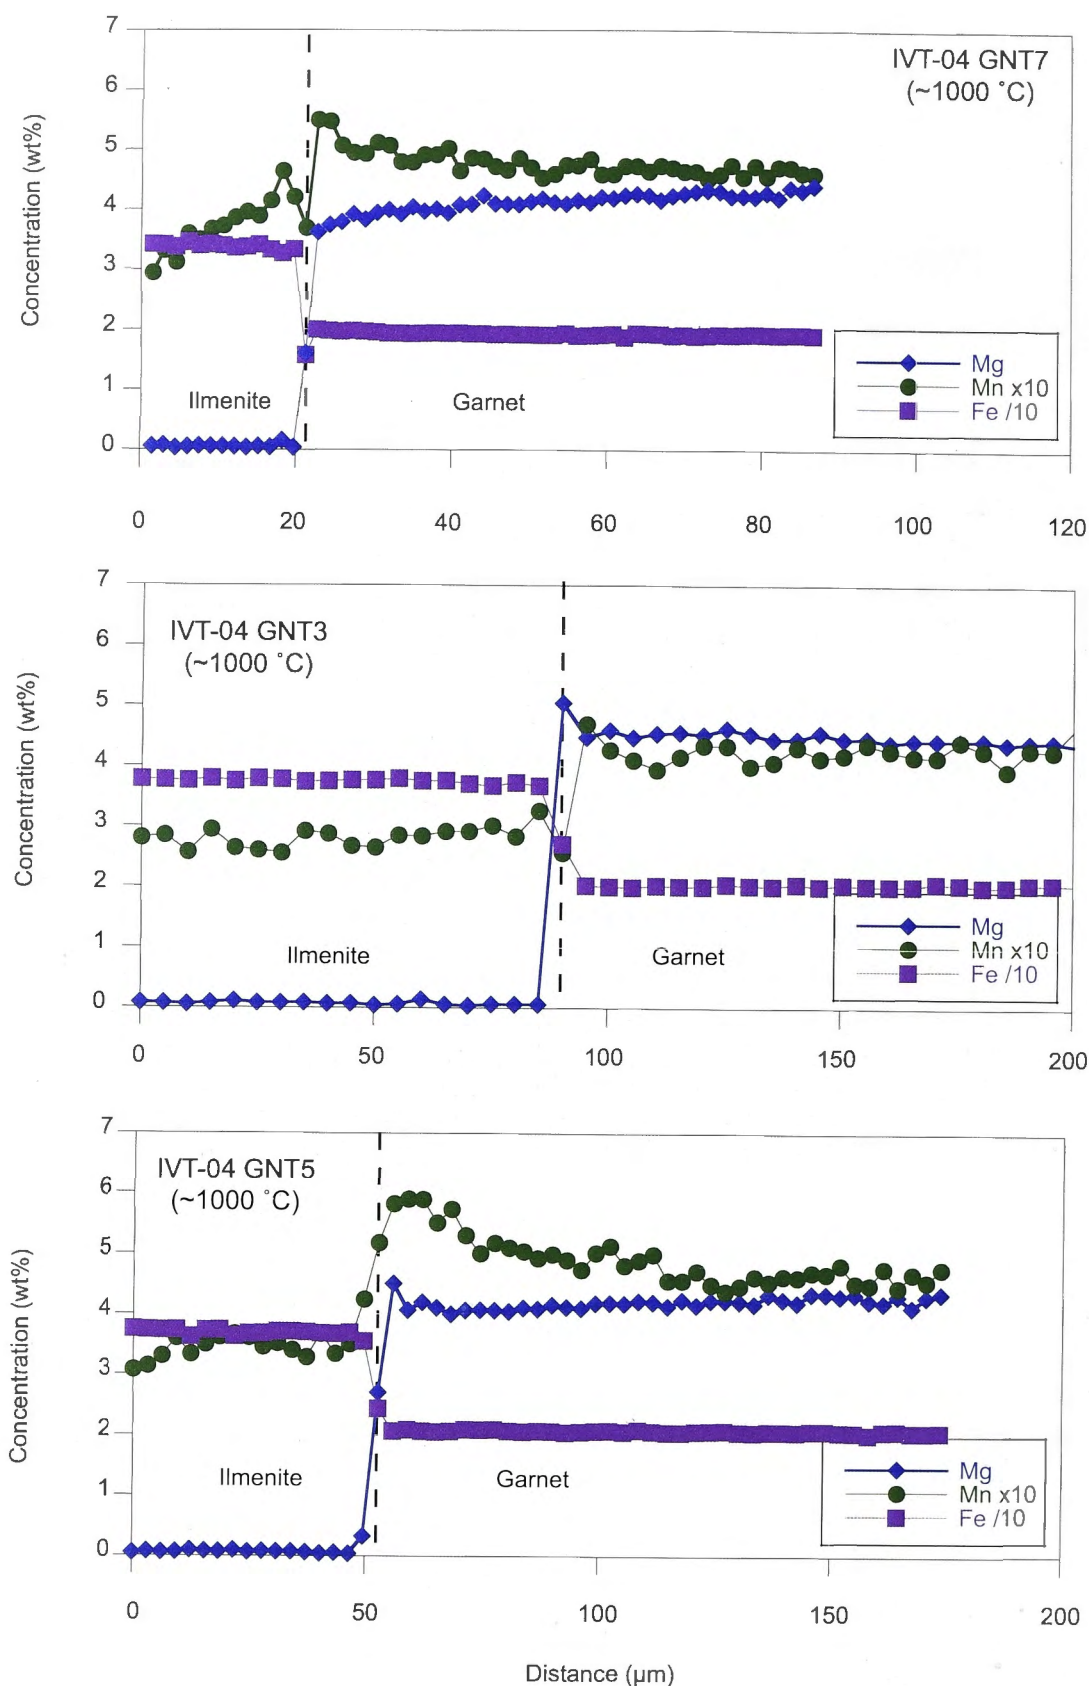 7
6
5
4
3
2
1
0
Concentration (wt%)
IVT-04 GNT7
(~1000 ˚C)
Ilmenite
Garnet
Mg
Mn x10
Fe /10
0 20 40 60 80 100 120
7
6
5
4
3
2
1
0
Concentration (wt%)
IVT-04 GNT3
(~1000 ˚C)
Ilmenite
Garnet
Mg
Mn x10
Fe /10
0 50 100 150 200
7
6
5
4
3
2
1
0
Concentration (wt%)
IVT-04 GNT5
(~1000 ˚C)
Ilmenite
Garnet
Mg
Mn x10
Fe /10
0 50 100 150 200
Distance (µm)